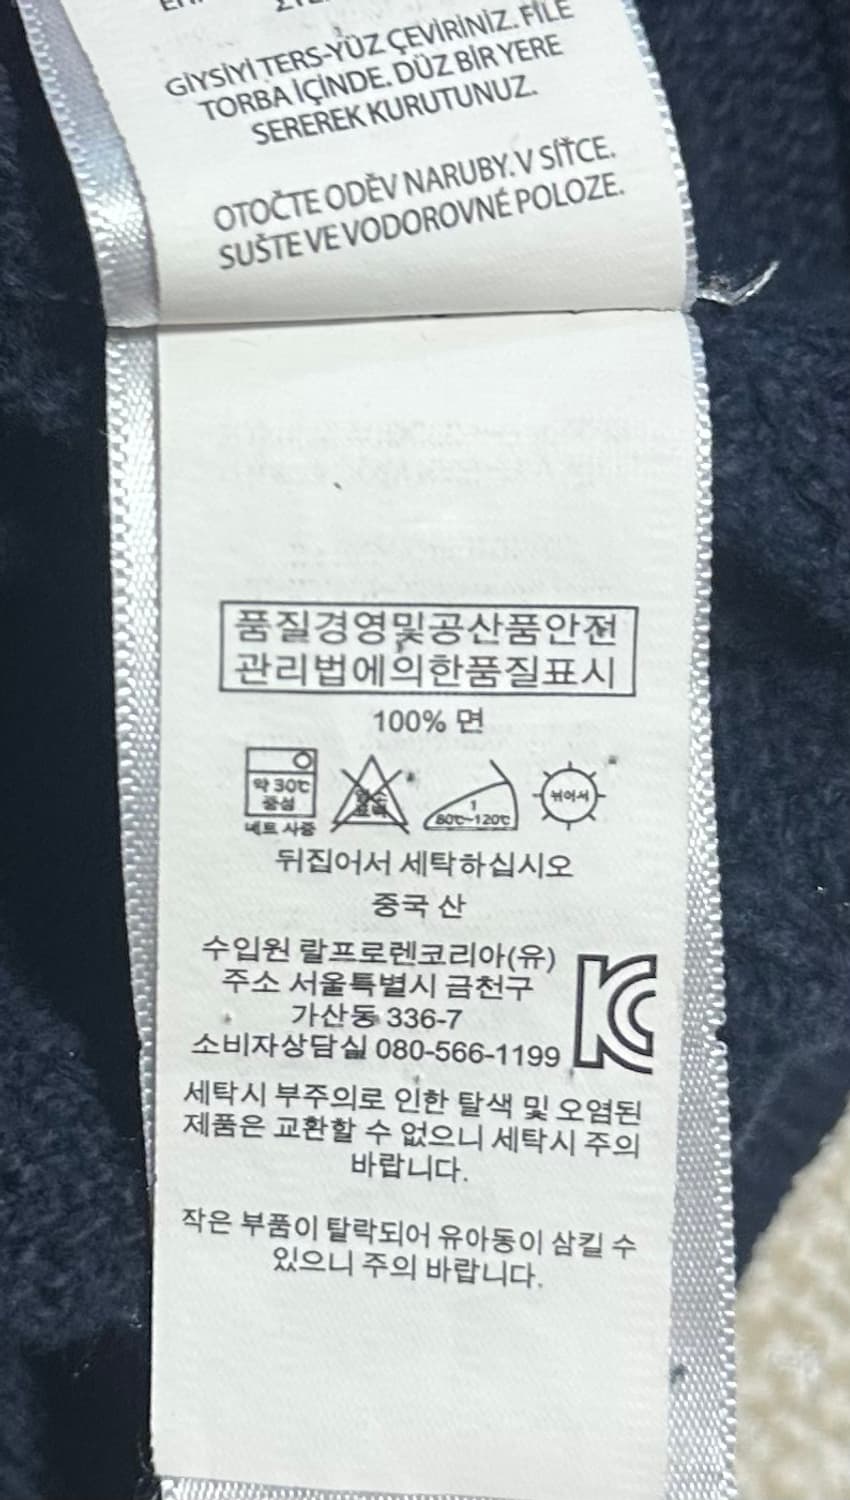 GİYSİYİ TERS-YÜZ ÇEVİRİNİZ. FİLE
TORBA İÇİNDE. DÜZ BİR YERE
SEREREK KURUTUNUZ.
OTOČTE ODĚV NARUBY. V SÍŤCE.
SUŠTE VE VODOROVNÉ POLOZE.
품질경영및공산품안전
관리법에의한품질표시
100% 면
약 30℃
중성
네트 사용
1
80℃~120℃
뉘어서
뒤집어서 세탁하십시오
중국 산
수입원 랄프로렌코리아(유)
주소 서울특별시 금천구
가산동 336-7
소비자상담실 080-566-1199
KC
세탁시 부주의로 인한 탈색 및 오염된
제품은 교환할 수 없으니 세탁시 주의
바랍니다.
작은 부품이 탈락되어 유아동이 삼킬 수
있으니 주의 바랍니다.